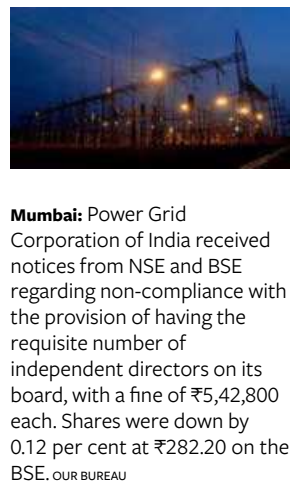 Mumbai: Power Grid
Corporation of India received
notices from NSE and BSE
regarding non-compliance with
the provision of having the
requisite number of
independent directors on its
board, with a fine of ₹5,42,800
each. Shares were down by
0.12 per cent at ₹282.20 on the
BSE. OUR BUREAU